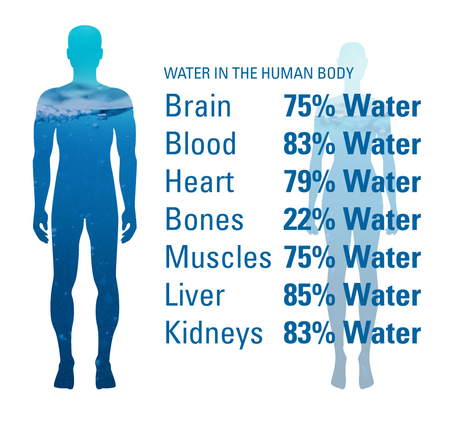 WATER IN THE HUMAN BODY
Brain 75% Water
Blood 83% Water
Heart 79% Water
Bones 22% Water
Muscles 75% Water
Liver 85% Water
Kidneys 83% Water